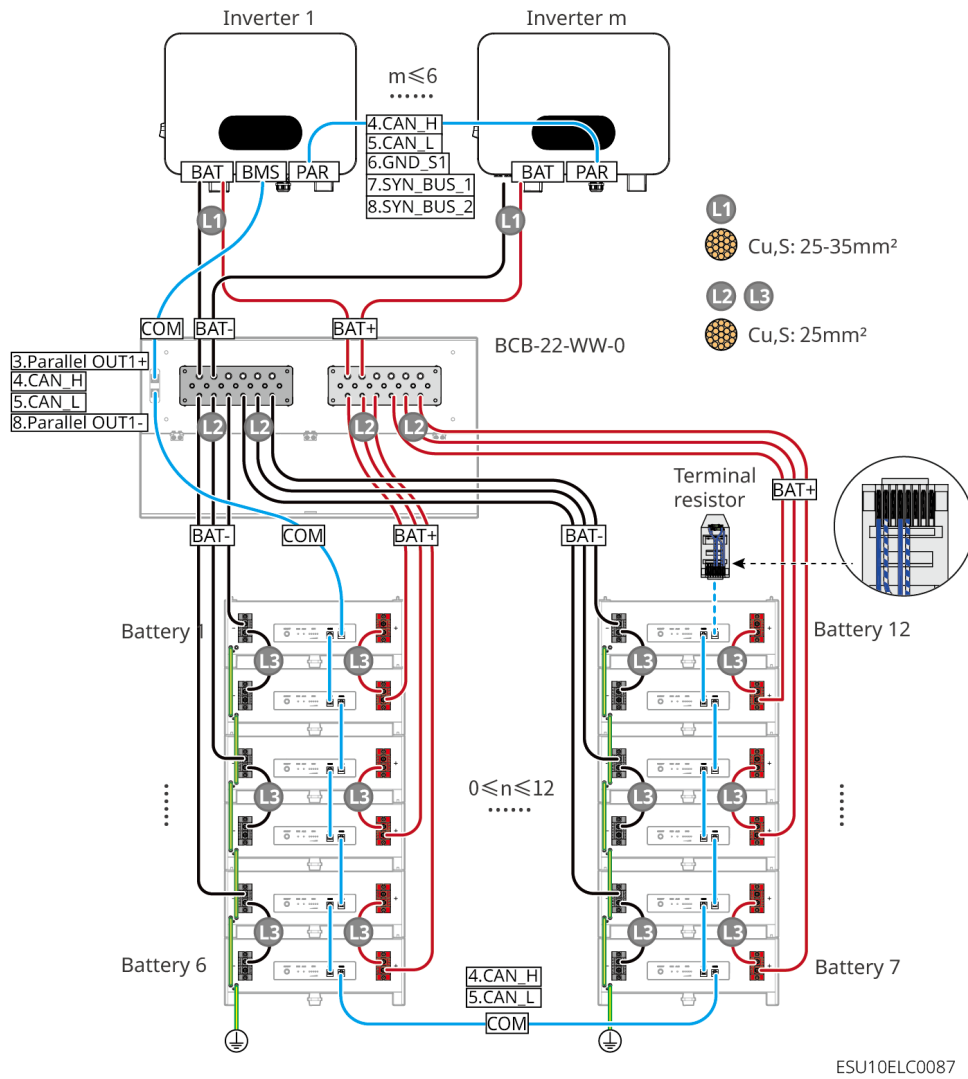 Inverter 1
Inverter m
m≤6
......
4.CAN_H
5.CAN_L
6.GND_S1
7.SYN_BUS_1
8.SYN_BUS_2
BAT
BMS
PAR
BAT
PAR
L1
L1
L1
Cu,S: 25-35mm²
L2 L3
Cu,S: 25mm²
COM
BAT-
BAT+
BCB-22-WW-0
3.Parallel OUT1+
4.CAN_H
5.CAN_L
8.Parallel OUT1-
L2
L2
L2
L2
Terminal
resistor
BAT+
BAT-
COM
BAT+
BAT-
Battery 1
Battery 12
L3
L3
L3
L3
0≤n≤12
......
L3
L3
L3
L3
L3
L3
L3
L3
Battery 6
Battery 7
4.CAN_H
5.CAN_L
COM
ESU10ELC0087